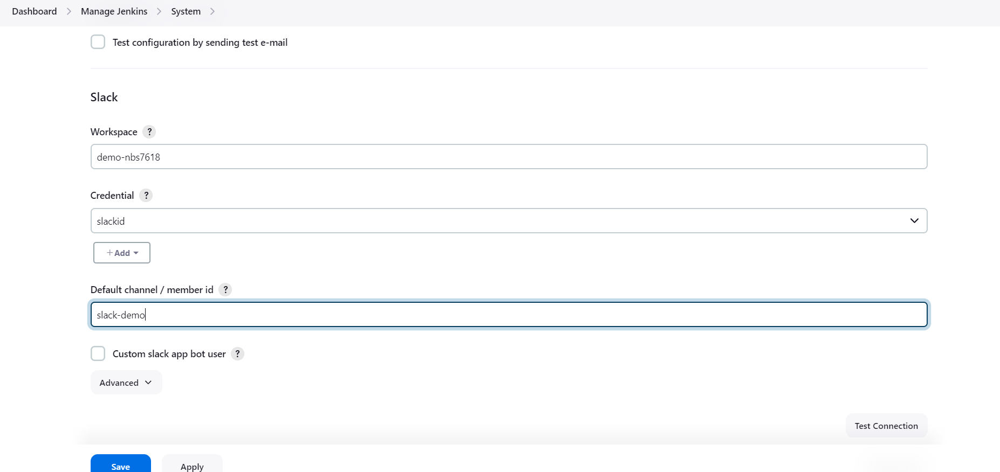 Dashboard > Manage Jenkins > System >
Test configuration by sending test e-mail
Slack
Workspace ?
demo-nbs7618
Credential ?
slackid
+ Add
Default channel / member id ?
slack-demo
Custom slack app bot user ?
Advanced
Test Connection
Save Apply